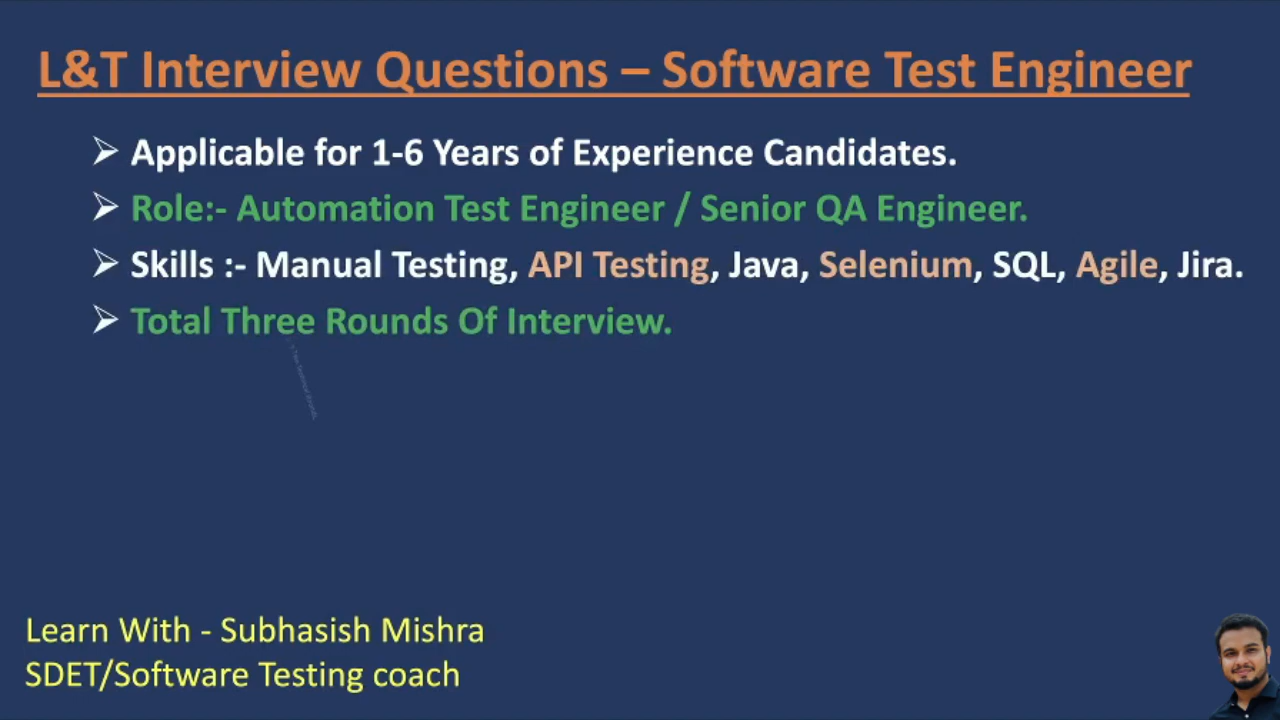 L&T Interview Questions – Software Test Engineer
➢ Applicable for 1-6 Years of Experience Candidates.
➢ Role:- Automation Test Engineer / Senior QA Engineer.
➢ Skills :- Manual Testing, API Testing, Java, Selenium, SQL, Agile, Jira.
➢ Total Three Rounds Of Interview.
Learn With - Subhasish Mishra
SDET/Software Testing coach